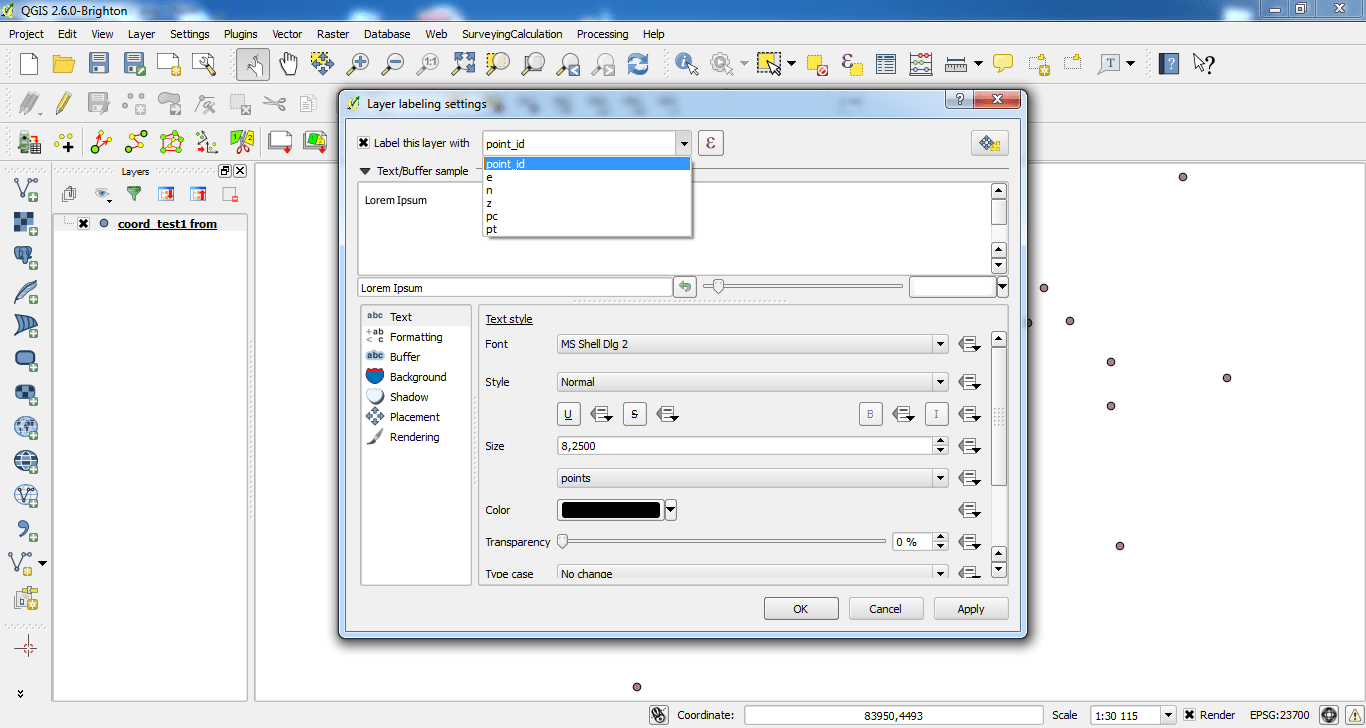 QGIS 2.6.0-Brighton
Project Edit View Layer Settings Plugins Vector Raster Database Web SurveyingCalculation Processing Help
Layer labeling settings
Label this layer with point_id ε
Layers
point_id
Text/Buffer sample
e
n
z
pc
pt
Lorem Ipsum
coord_test1 from
Lorem Ipsum
abc Text
Formatting
abc Buffer
Background
Shadow
Placement
Rendering
Text style
Font MS Shell Dlg 2
Style Normal
U S B I
Size 8,2500
points
Color
Transparency 0 %
Type case No change
OK Cancel Apply
Coordinate: 83950,4493 Scale 1:30 115 Render EPSG:23700